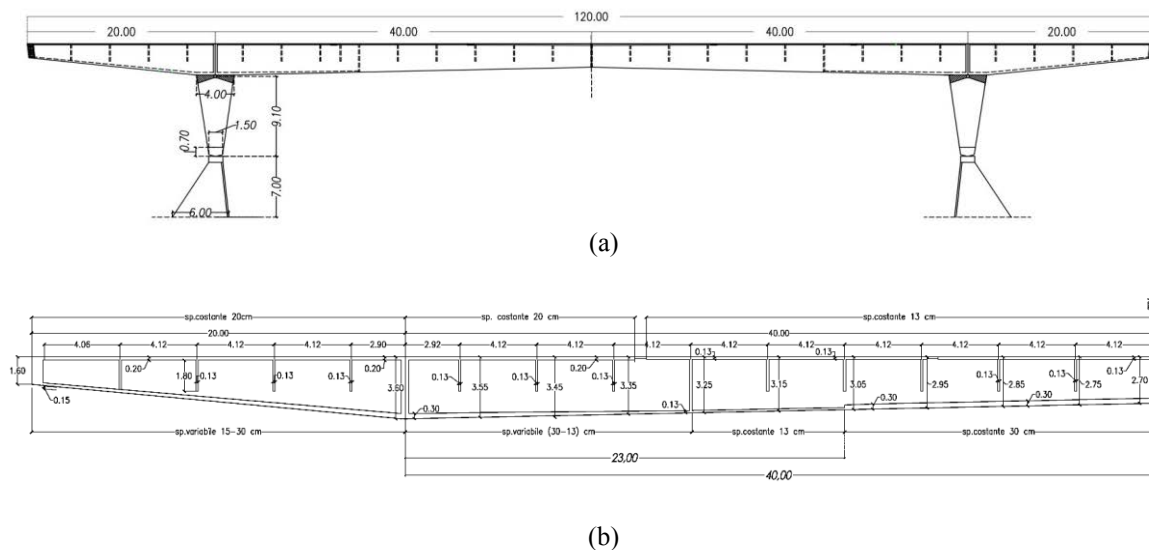 120.00
20.00 40.00 40.00 20.00
4.00
9.10
1.50
0.70
7.00
6.00
(a)
sp.costante 20cm sp. costante 20 cm sp.costante 13 cm
20.00 40.00
4.06 4.12 4.12 4.12 2.90 2.92 4.12 4.12 4.12 4.12 4.12 4.12 4.12 4.12
0.20 0.20 0.20 0.13 0.13 0.13
1.60 1.80 0.13 0.13 0.13 3.60 0.13 3.55 0.13 3.45 0.13 3.35 3.25 3.15 3.05 2.95 0.13 2.85 0.13 2.75 2.70
0.15 0.30 0.13 0.30 0.30
sp.variabile 15-30 cm sp.variabile (30-13) cm sp.costante 13 cm sp.costante 30 cm
23,00
40,00
(b)